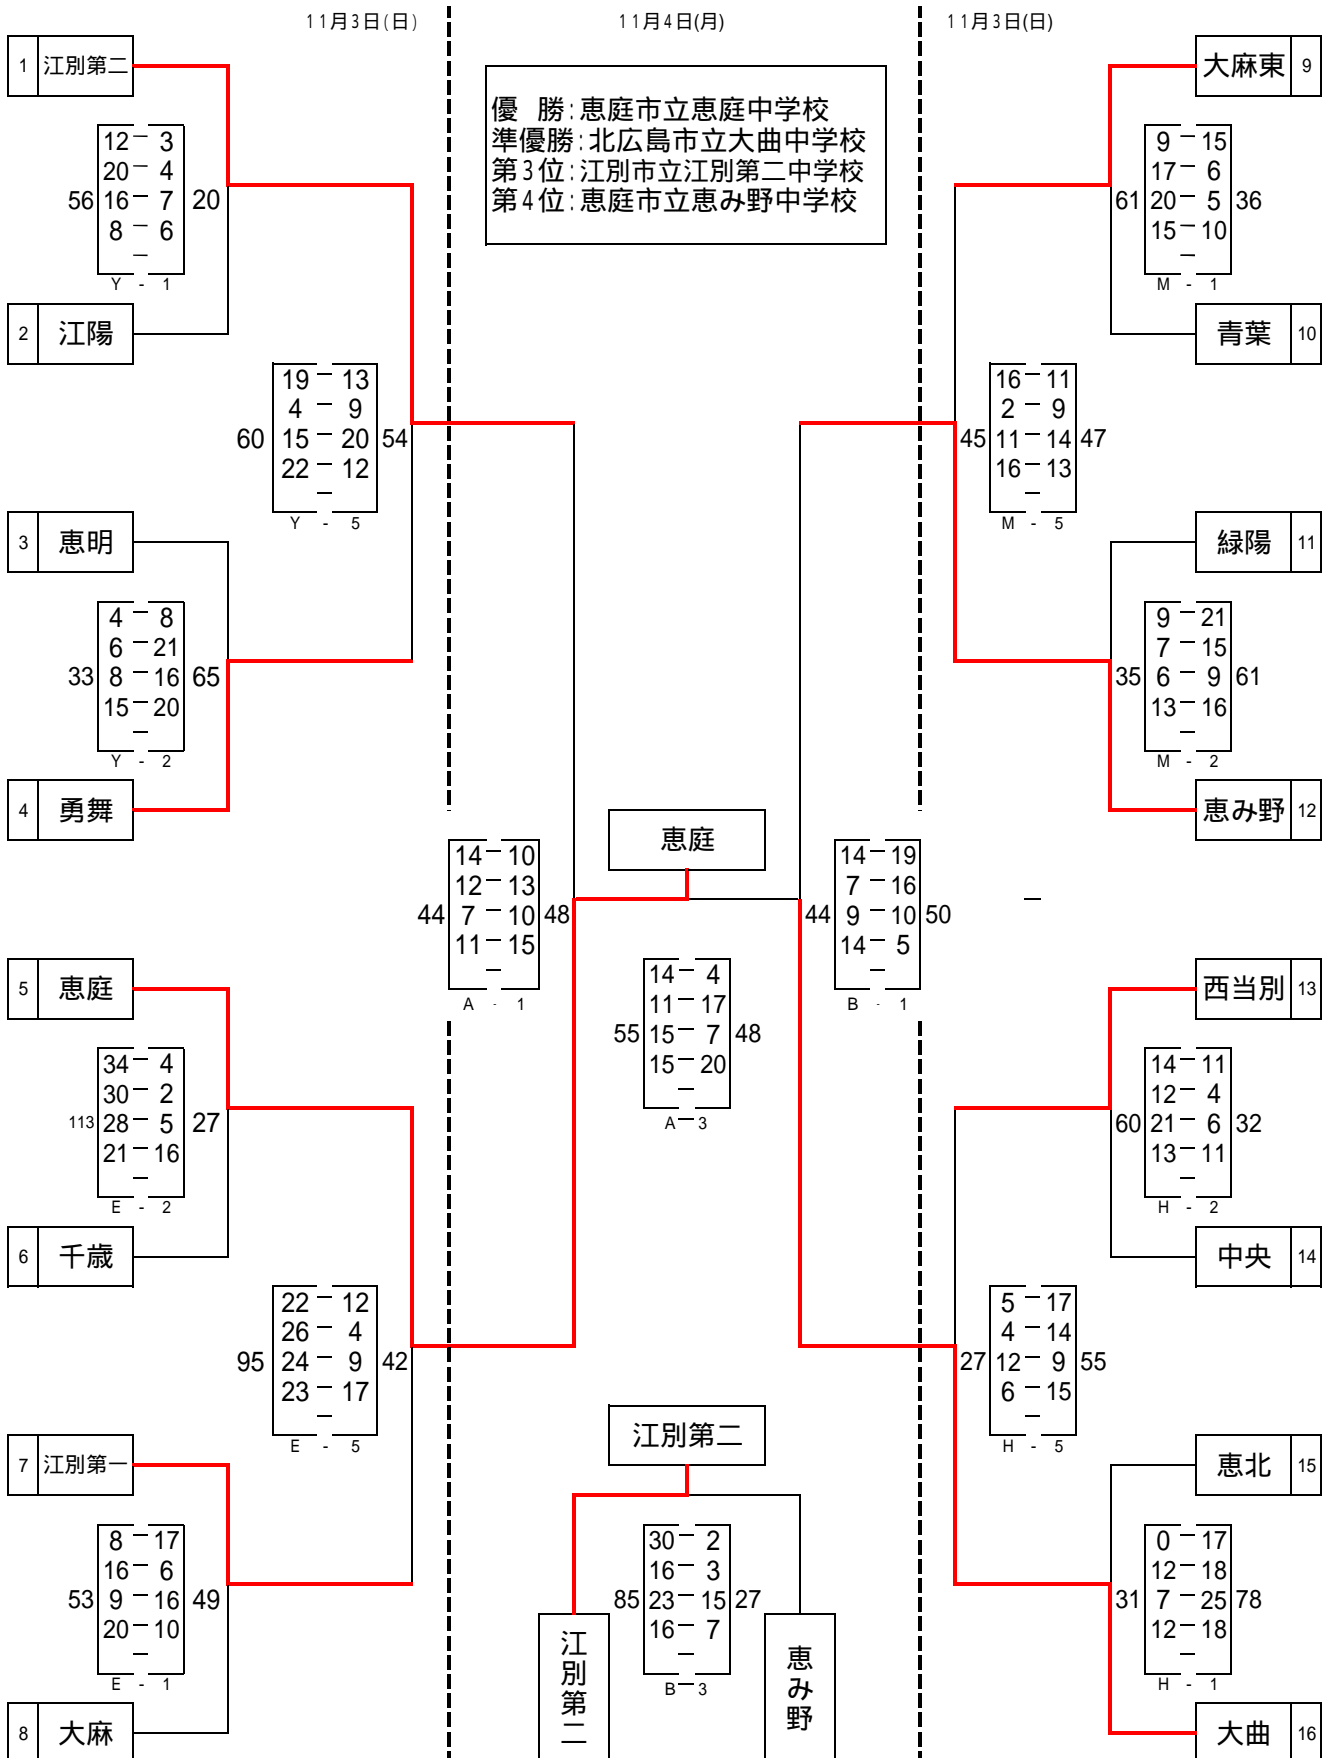 11月3日(日)
11月4日(月)
11月3日(日)
優 勝:恵庭市立恵庭中学校
準優勝:北広島市立大曲中学校
第3位:江別市立江別第二中学校
第4位:恵庭市立恵み野中学校
1 江別第二
12 - 3
20 - 4
56 16 - 7 20
8 - 6
-
Y - 1
2 江陽
19 - 13
4 - 9
60 15 - 20 54
22 - 12
-
Y - 5
3 恵明
4 - 8
6 - 21
33 8 - 16 65
15 - 20
-
Y - 2
4 勇舞
14 - 10
12 - 13
44 7 - 10 48
11 - 15
-
A - 1
5 恵庭
34 - 4
30 - 2
113 28 - 5 27
21 - 16
-
E - 2
6 千歳
22 - 12
26 - 4
95 24 - 9 42
23 - 17
-
E - 5
7 江別第一
8 - 17
16 - 6
53 9 - 16 49
20 - 10
-
E - 1
8 大麻
恵庭
14 - 4
11 - 17
55 15 - 7 48
15 - 20
-
A - 3
江別第二
30 - 2
16 - 3
85 23 - 15 27
16 - 7
-
B - 3
江別第二
恵み野
大麻東 9
9 - 15
17 - 6
61 20 - 5 36
15 - 10
-
M - 1
青葉 10
16 - 11
2 - 9
45 11 - 14 47
16 - 13
-
M - 5
緑陽 11
9 - 21
7 - 15
35 6 - 9 61
13 - 16
-
M - 2
恵み野 12
14 - 19
7 - 16
44 9 - 10 50
14 - 5
-
B - 1
-
西当別 13
14 - 11
12 - 4
60 21 - 6 32
13 - 11
-
H - 2
中央 14
5 - 17
4 - 14
27 12 - 9 55
6 - 15
-
H - 5
恵北 15
0 - 17
12 - 18
31 7 - 25 78
12 - 18
-
H - 1
大曲 16